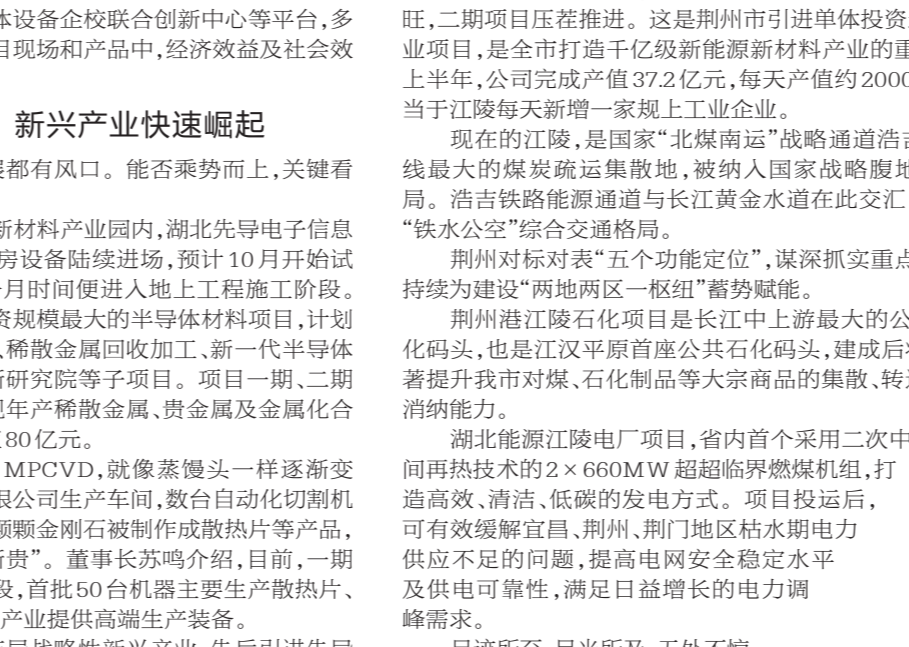 体设备企校联合创新中心等平台,多
目现场和产品中,经济效益及社会效
新兴产业快速崛起
展都有风口。能否乘势而上,关键看
新材料产业园内,湖北先导电子信息
房设备陆续进场,预计10月开始试
个月时间便进入地上工程施工阶段。
资规模最大的半导体材料项目,计划
、稀散金属回收加工、新一代半导体
新研究院等子项目。项目一期、二期
现年产稀散金属、贵金属及金属化合
80亿元。
MPCVD,就像蒸馒头一样逐渐变
限公司生产车间,数台自动化切割机
颗颗金刚石被制作成散热片等产品,
新贵”。董事长苏鸣介绍,目前,一期
段,首批50台机器主要生产散热片、
产业提供高端生产装备。
旺,二期项目压茬推进。这是荆州市引进单体投资
业项目,是全市打造千亿级新能源新材料产业的重
上半年,公司完成产值37.2亿元,每天产值约2000
当于江陵每天新增一家规上工业企业。
现在的江陵,是国家“北煤南运”战略通道浩吉
线最大的煤炭疏运集散地,被纳入国家战略腹地
局。浩吉铁路能源通道与长江黄金水道在此交汇
“铁水公空”综合交通格局。
荆州对标对表“五个功能定位”,谋深抓实重点
持续为建设“两地两区一枢纽”蓄势赋能。
荆州港江陵石化项目是长江中上游最大的公
化码头,也是江汉平原首座公共石化码头,建成后将
著提升我市对煤、石化制品等大宗商品的集散、转运
消纳能力。
湖北能源江陵电厂项目,省内首个采用二次中
间再热技术的2×660MW超超临界燃煤机组,打
造高效、清洁、低碳的发电方式。项目投运后,
可有效缓解宜昌、荆州、荆门地区枯水期电力
供应不足的问题,提高电网安全稳定水平
及供电可靠性,满足日益增长的电力调
峰需求。